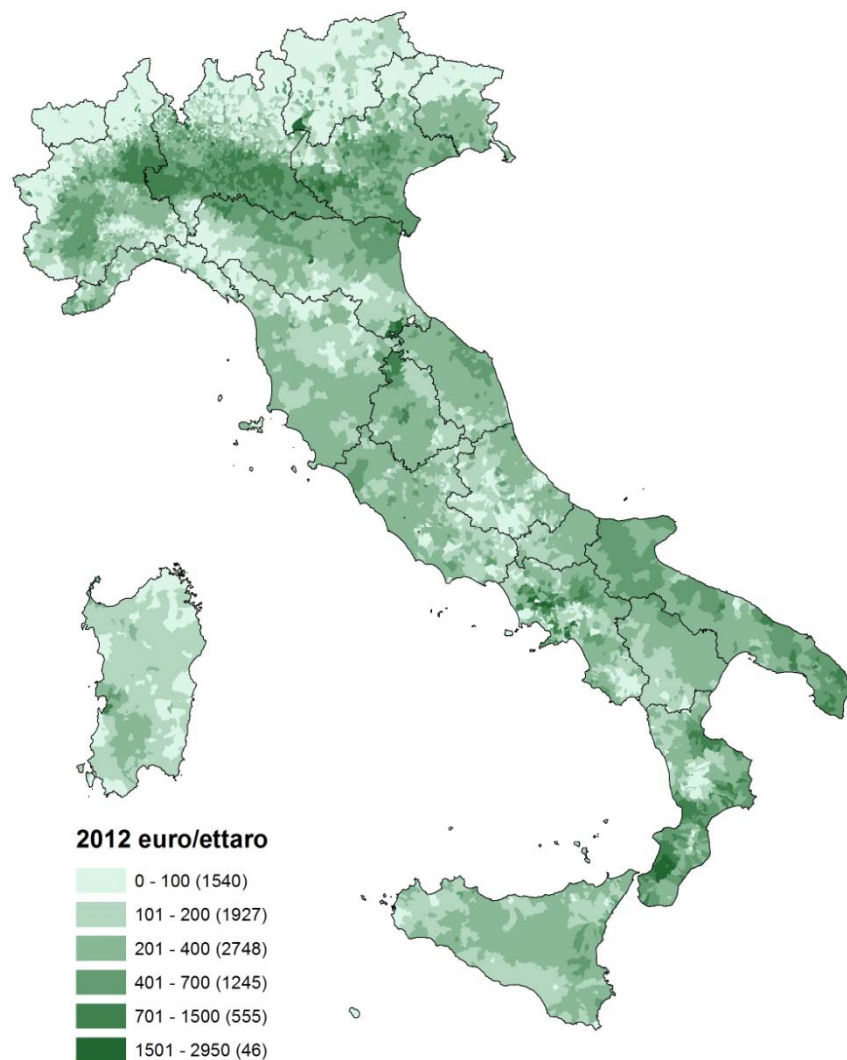 2012 euro/ettaro
0 - 100 (1540)
101 - 200 (1927)
201 - 400 (2748)
401 - 700 (1245)
701 - 1500 (555)
1501 - 2950 (46)